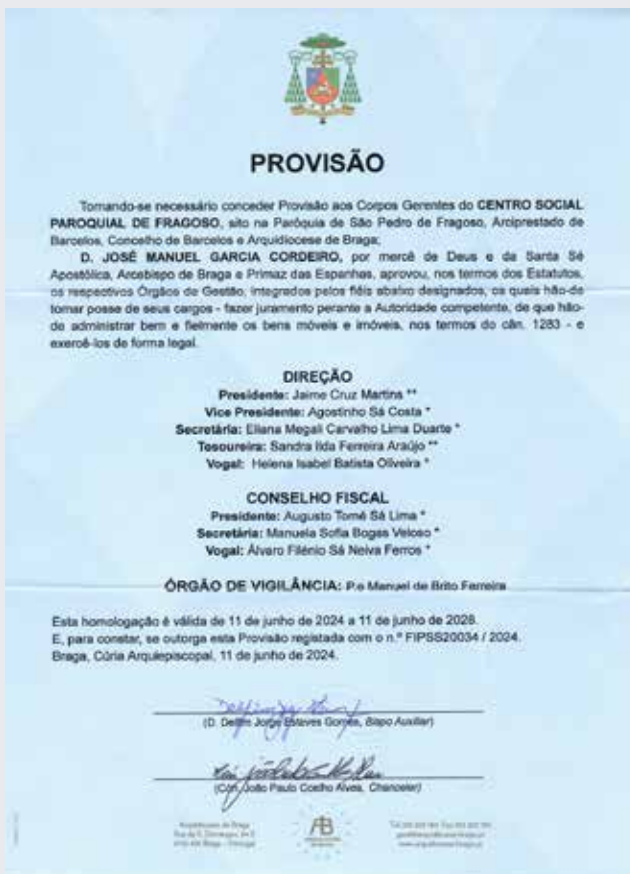 PROVISÃO
Tornando-se necessário conceder Provisão aos Corpos Gerentes do CENTRO SOCIAL
PAROQUIAL DE FRAGOSO, sito na Paróquia de São Pedro de Fragoso, Arciprestado de
Barcelos, Concelho de Barcelos e Arquidiocese de Braga;
D. JOSÉ MANUEL GARCIA CORDEIRO, por mercê de Deus e da Santa Sé
Apostólica, Arcebispo de Braga e Primaz das Espanhas, aprovou, nos termos dos Estatutos,
os respectivos Órgãos de Gestão, integrados pelos fiéis abaixo designados, os quais hão-de
tomar posse de seus cargos - fazer juramento perante a Autoridade competente, de que hão-
de administrar bem e fielmente os bens móveis e imóveis, nos termos do cân. 1283 - e
exercê-los de forma legal.
DIREÇÃO
Presidente: Jaime Cruz Martins **
Vice Presidente: Agostinho Sá Costa *
Secretária: Eliana Megali Carvalho Lima Duarte *
Tesoureira: Sandra Ilda Ferreira Araújo **
Vogal: Helena Isabel Batista Oliveira *
CONSELHO FISCAL
Presidente: Augusto Tomé Sá Lima *
Secretária: Manuela Sofia Bogas Veloso *
Vogal: Álvaro Filénio Sá Neiva Ferros *
ÓRGÃO DE VIGILÂNCIA: P.e Manuel de Brito Ferreira
Esta homologação é válida de 11 de junho de 2024 a 11 de junho de 2028.
E, para constar, se outorga esta Provisão registada com o n.º FIPSS20034 / 2024.
Braga, Cúria Arquiepiscopal, 11 de junho de 2024.
(D. Delfim Jorge Esteves Gomes, Bispo Auxiliar)
(Cón. João Paulo Coelho Alves, Chanceler)
Arquidiocese de Braga